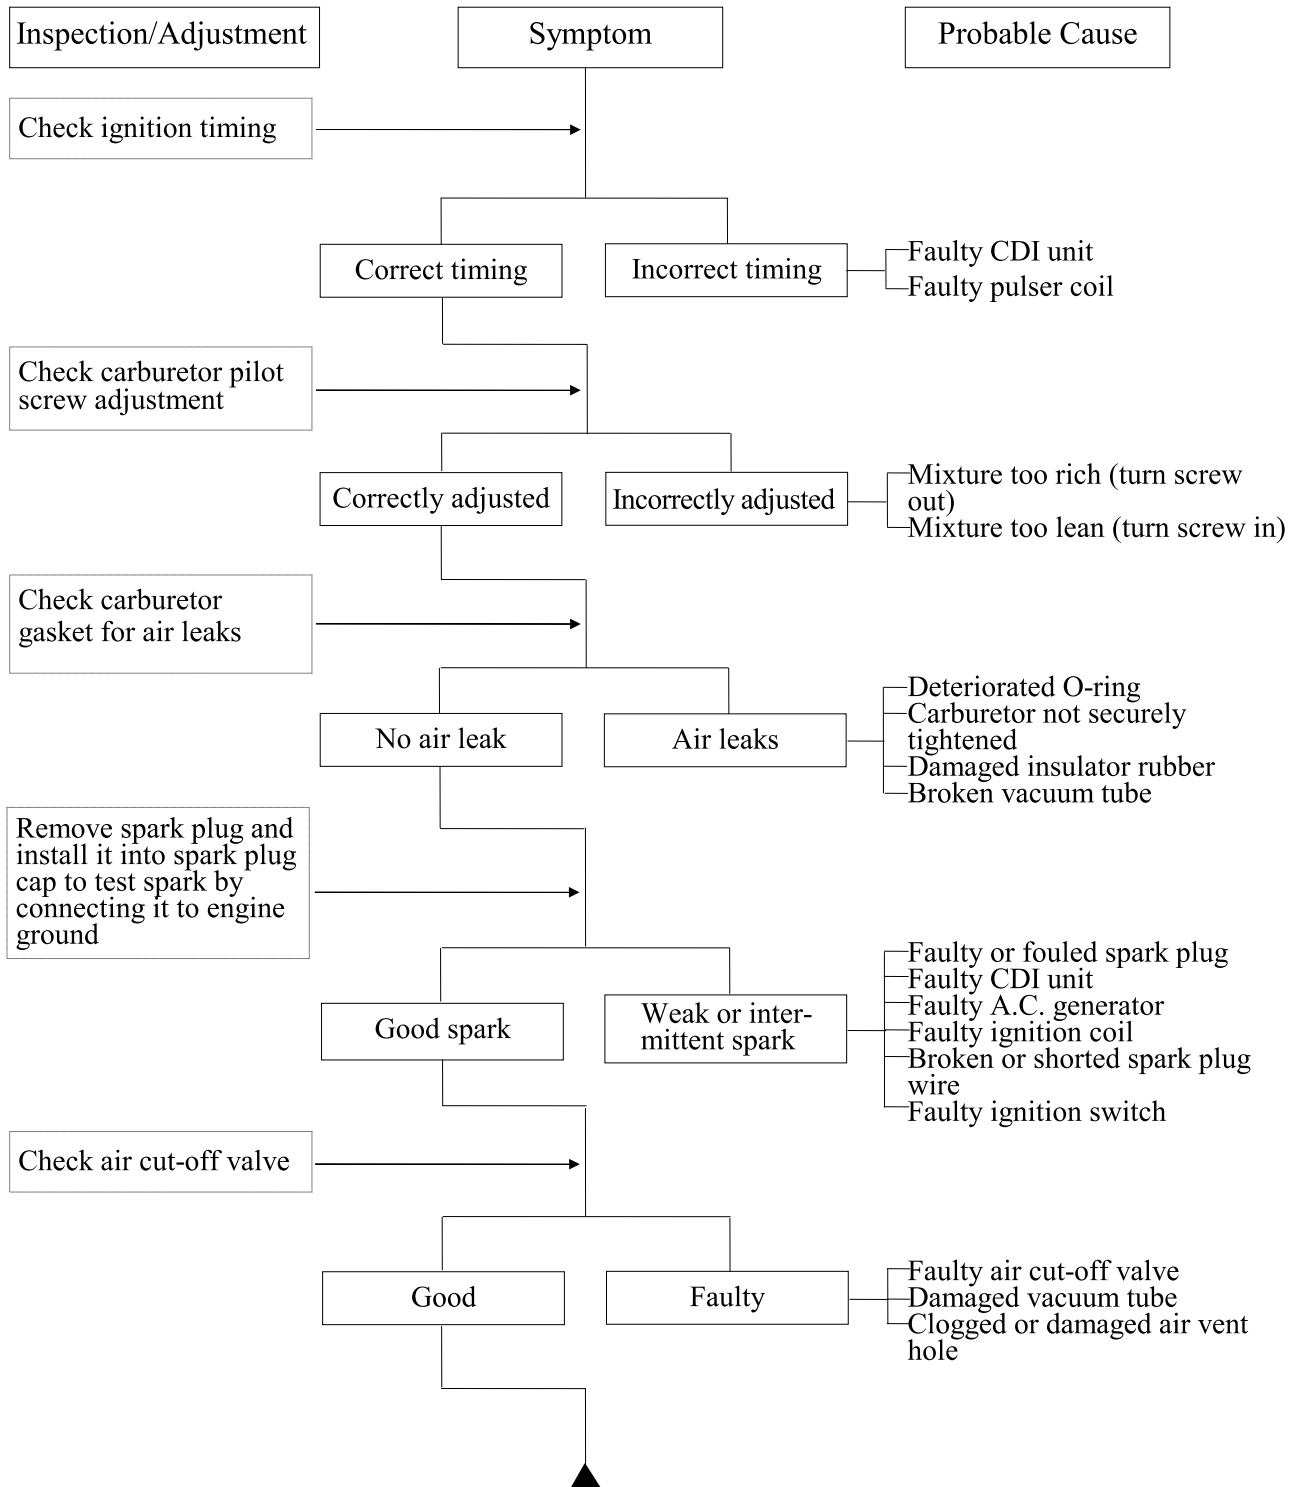 Inspection/Adjustment
Symptom
Probable Cause
Check ignition timing
Correct timing
Incorrect timing
Faulty CDI unit
Faulty pulser coil
Check carburetor pilot
screw adjustment
Correctly adjusted
Incorrectly adjusted
Mixture too rich (turn screw
out)
Mixture too lean (turn screw in)
Check carburetor
gasket for air leaks
No air leak
Air leaks
Deteriorated O-ring
Carburetor not securely
tightened
Damaged insulator rubber
Broken vacuum tube
Remove spark plug and
install it into spark plug
cap to test spark by
connecting it to engine
ground
Good spark
Weak or inter-
mittent spark
Faulty or fouled spark plug
Faulty CDI unit
Faulty A.C. generator
Faulty ignition coil
Broken or shorted spark plug
wire
Faulty ignition switch
Check air cut-off valve
Good
Faulty
Faulty air cut-off valve
Damaged vacuum tube
Clogged or damaged air vent
hole